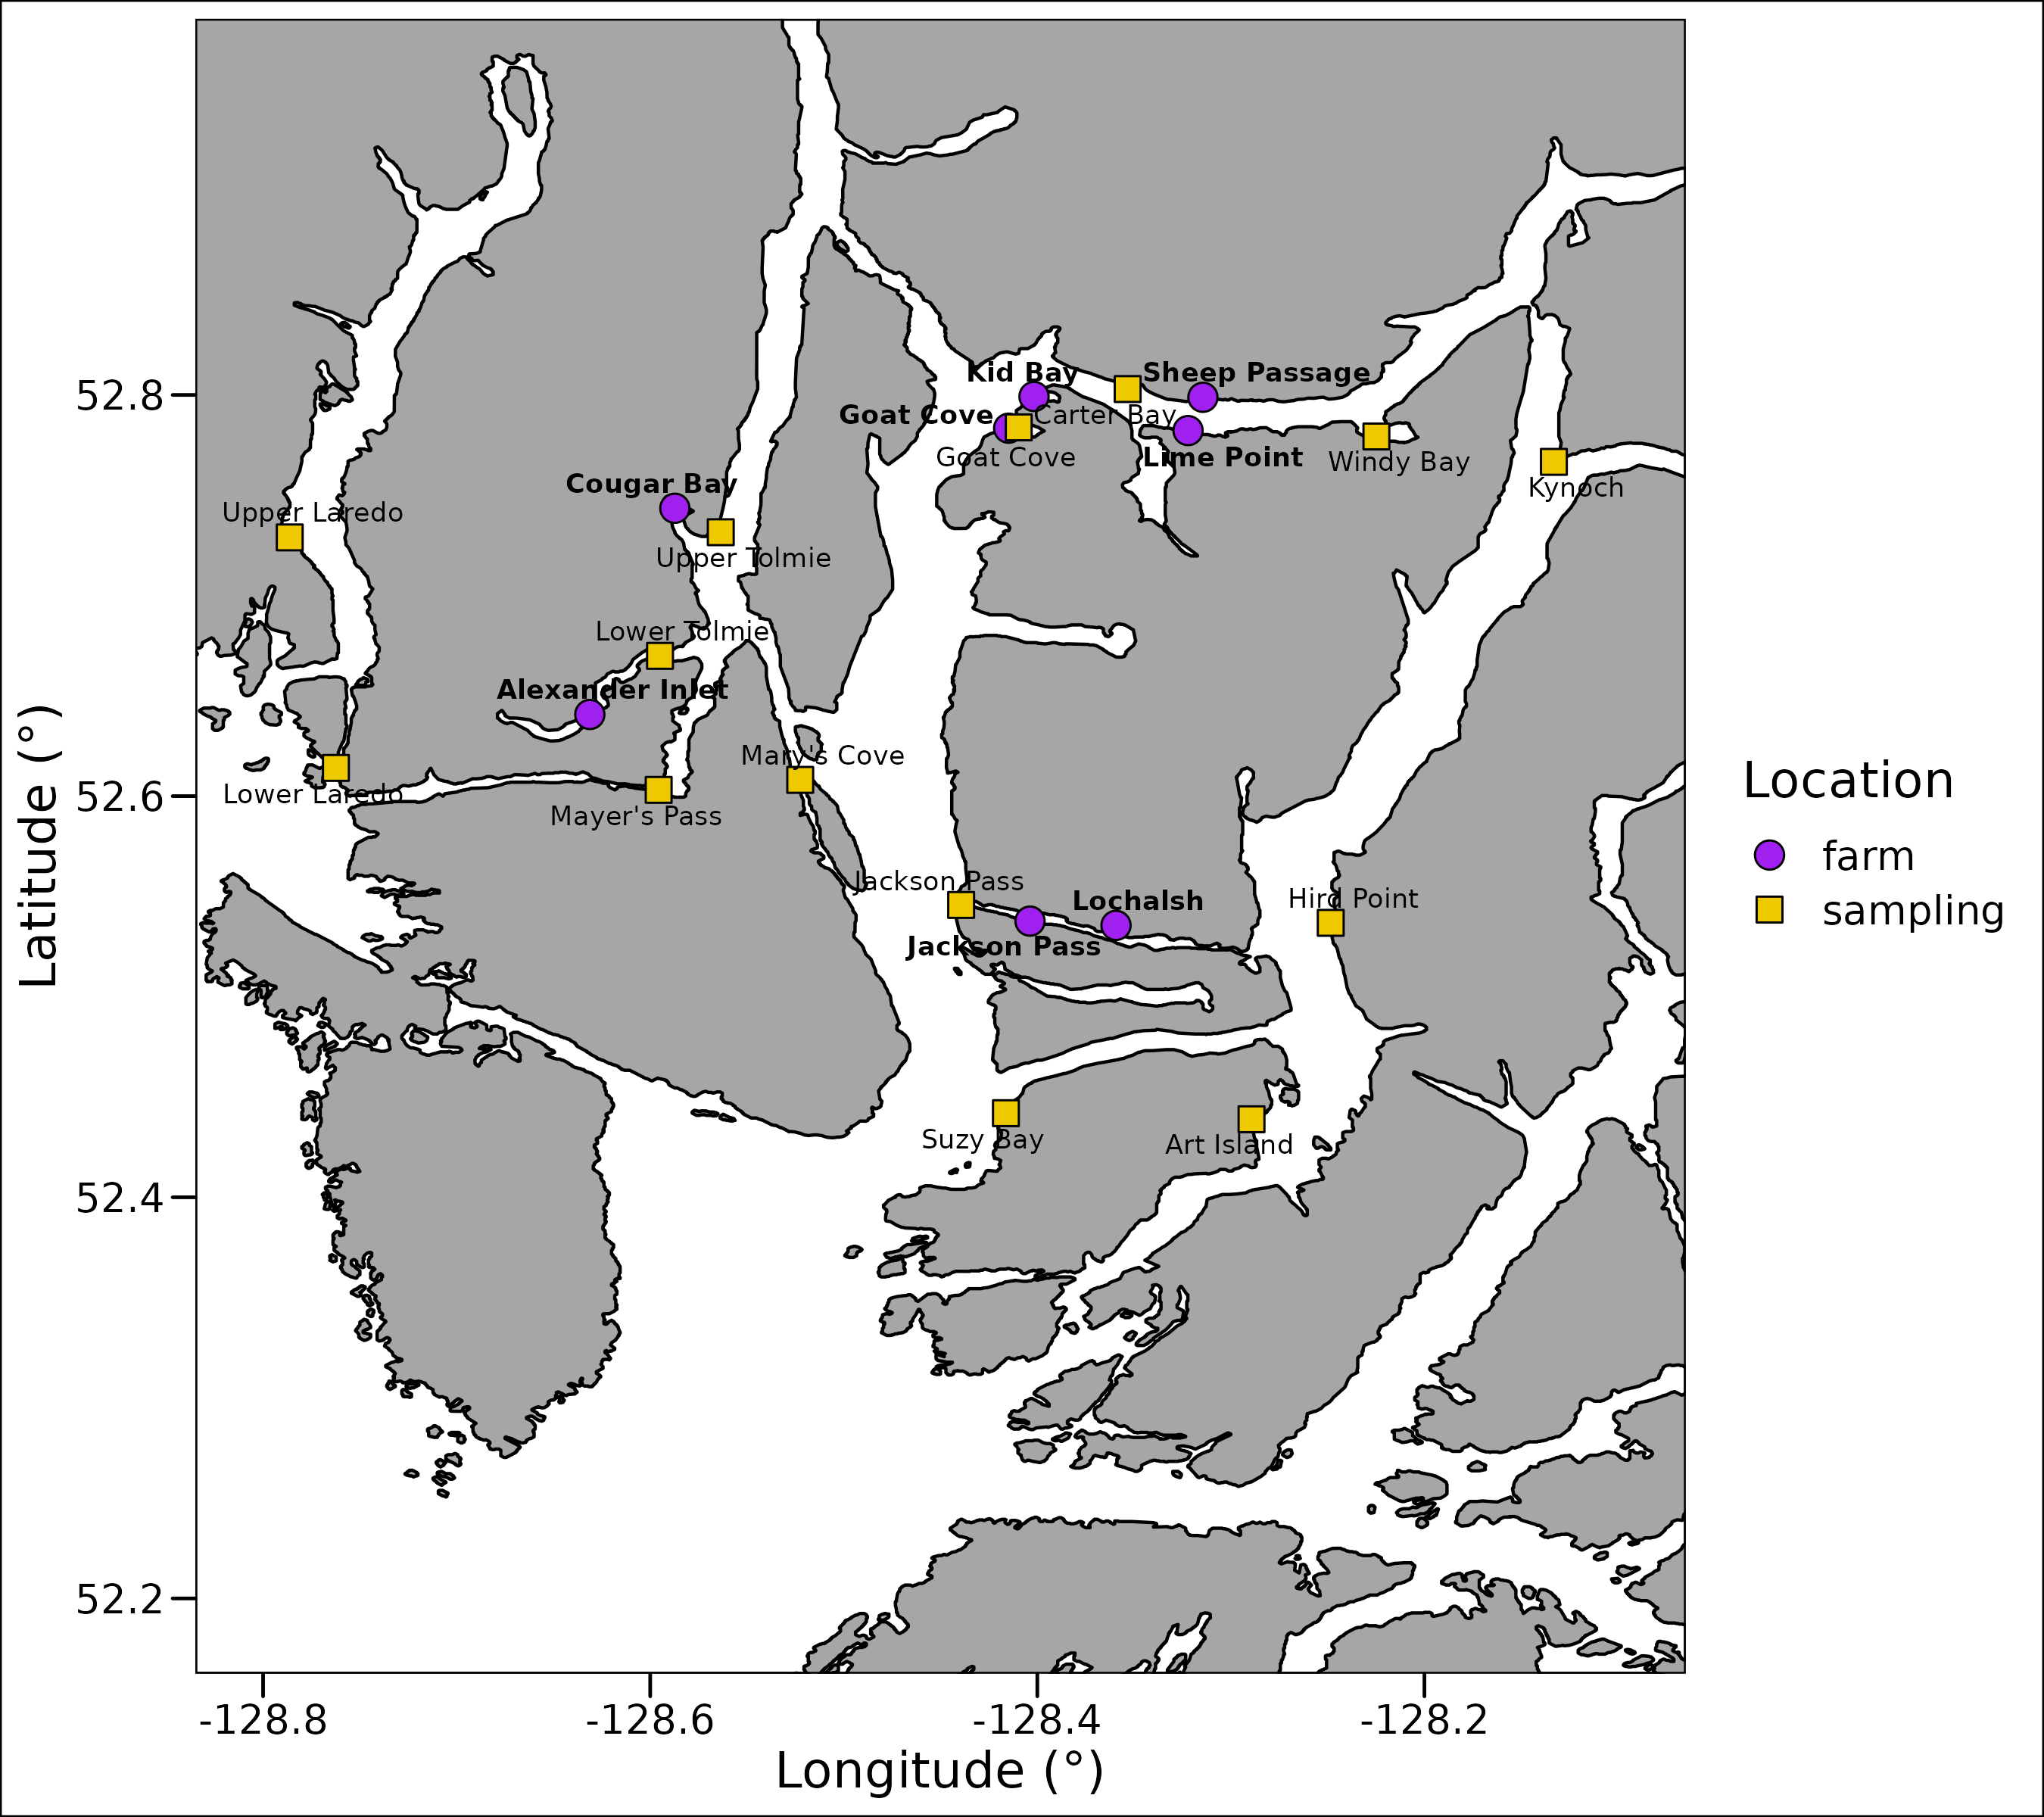 Kid Bay
Sheep Passage
52.8
Goat Cove
Carter Bay
Goat Cove
Lime Point
Windy Bay
Cougar Bay
Kynoch
Upper Laredo
Upper Tolmie
Lower Tolmie
Alexander Inlet
Mary's Cove
Lower Laredo
52.6
Mayer's Pass
Latitude (°)
Location
farm
sampling
Jackson Pass
Lochalsh
Hird Point
Jackson Pass
Suzy Bay
Art Island
52.4
52.2
-128.8
-128.6
-128.4
-128.2
Longitude (°)